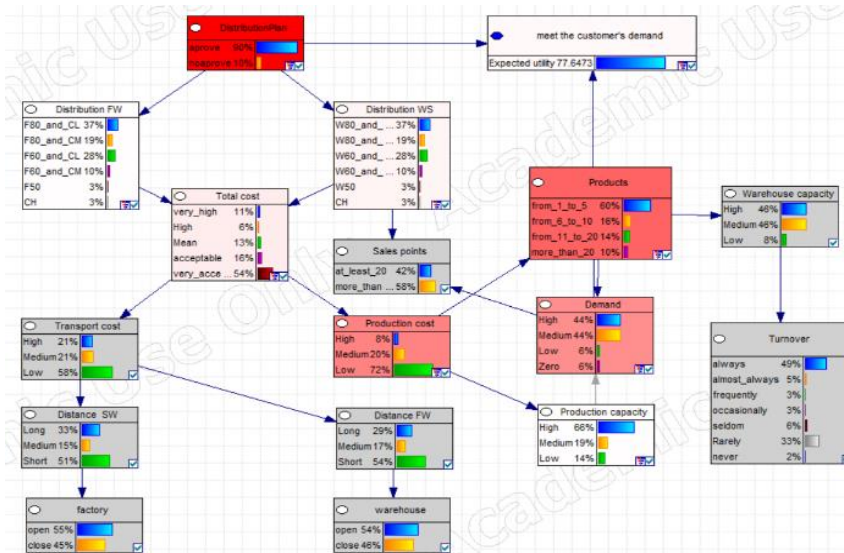 DistributionPlan
aprove 90%
noaprove 10%
meet the customer's demand
Expected utility 77.6473
Distribution FW
F80_and_CL 37%
F80_and_CM 19%
F60_and_CL 28%
F60_and_CM 10%
F50 3%
CH 3%
Distribution WS
W80_and_ ... 37%
W80_and_ ... 19%
W60_and_ ... 28%
W60_and_ ... 10%
W50 3%
CH 3%
Total cost
very_high 11%
High 6%
Mean 13%
acceptable 16%
very_acce ... 54%
Products
from_1_to_5 60%
from_6_to_10 16%
from_11_to_20 14%
more_than_20 10%
Warehouse capacity
High 46%
Medium 46%
Low 8%
Sales points
at_least_20 42%
more_than ... 58%
Transport cost
High 21%
Medium 21%
Low 58%
Production cost
High 8%
Medium 20%
Low 72%
Demand
High 44%
Medium 44%
Low 6%
Zero 6%
Turnover
always 49%
almost_always 5%
frequently 3%
occasionally 3%
seldom 6%
Rarely 33%
never 2%
Distance SW
Long 33%
Medium 15%
Short 51%
Distance FW
Long 29%
Medium 17%
Short 54%
Production capacity
High 66%
Medium 19%
Low 14%
factory
open 55%
close 45%
warehouse
open 54%
close 46%
Academic Use On